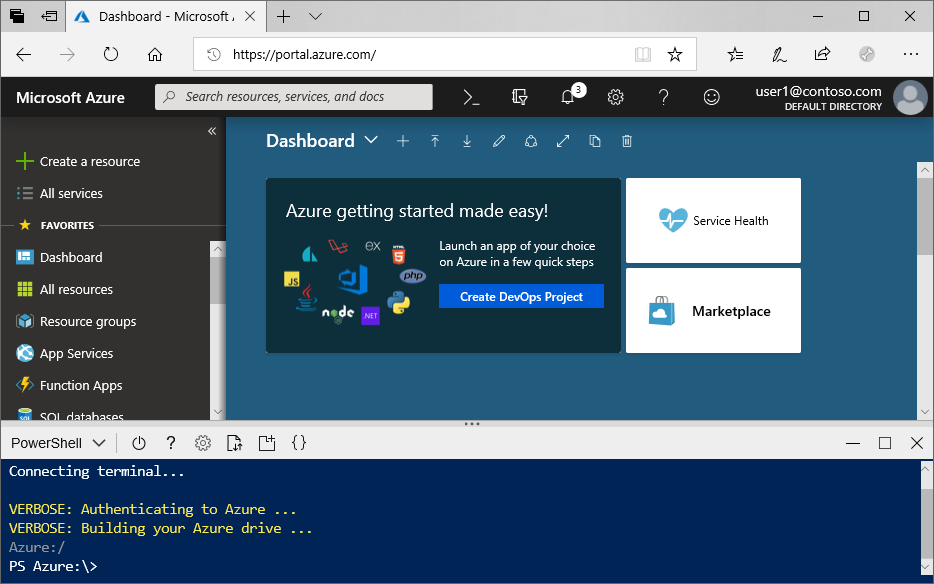 Dashboard - Microsoft A
https://portal.azure.com/
Microsoft Azure
Search resources, services, and docs
3
user1@contoso.com
DEFAULT DIRECTORY
Create a resource
All services
FAVORITES
Dashboard
All resources
Resource groups
App Services
Function Apps
SQL databases
Dashboard
Azure getting started made easy!
EX
HTML
5
JS
php
node
.NET
Launch an app of your choice
on Azure in a few quick steps
Create DevOps Project
Service Health
Marketplace
PowerShell
?
{}
Connecting terminal...
VERBOSE: Authenticating to Azure ...
VERBOSE: Building your Azure drive ...
Azure:/
PS Azure:\>